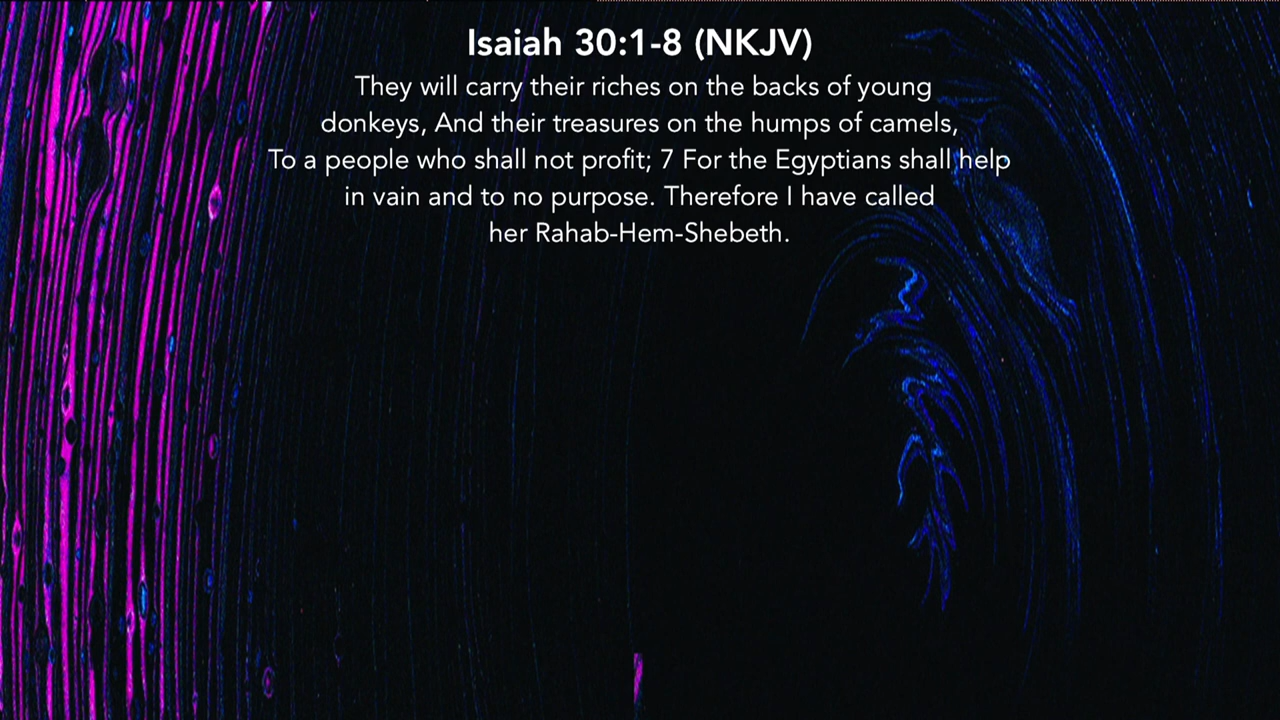 Isaiah 30:1-8 (NKJV)
They will carry their riches on the backs of young
donkeys, And their treasures on the humps of camels,
To a people who shall not profit; 7 For the Egyptians shall help
in vain and to no purpose. Therefore I have called
her Rahab-Hem-Shebeth.